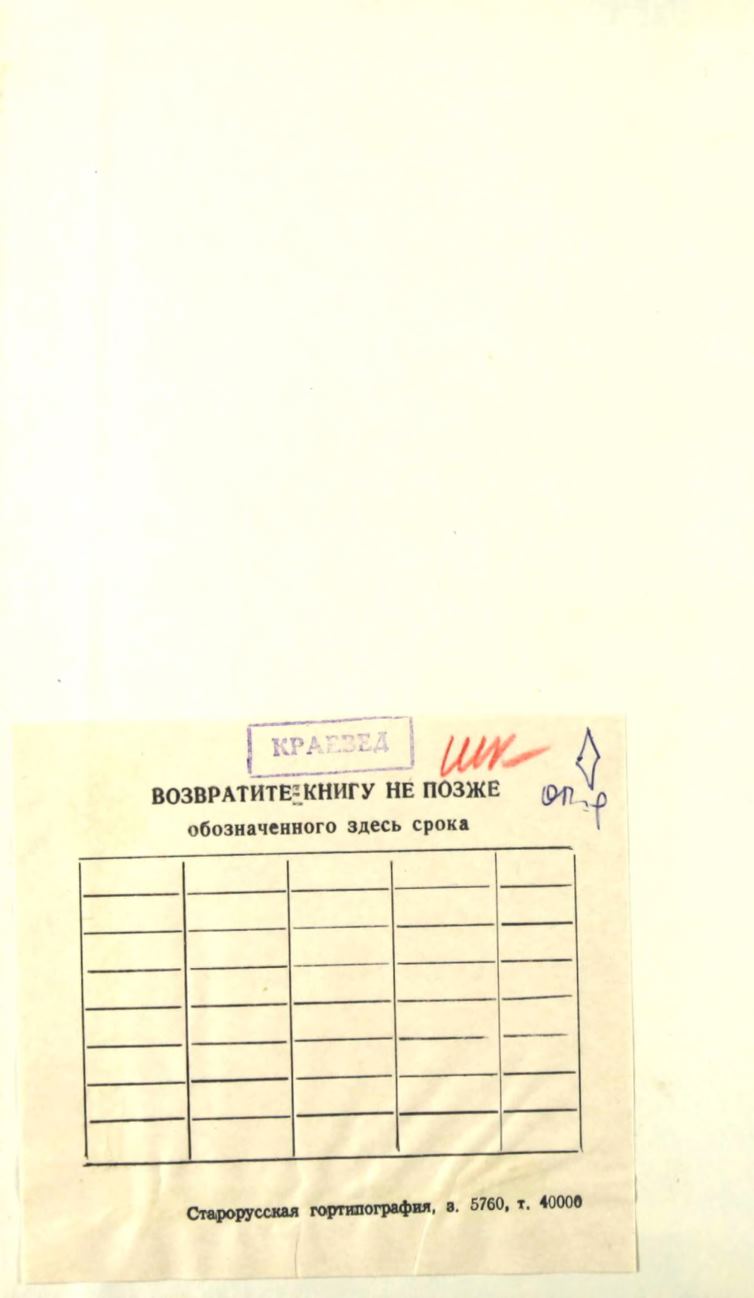 КРАЕВЕД
ВОЗВРАТИТЕ КНИГУ НЕ ПОЗЖЕ
обозначенного здесь срока
Старорусская гортипография, з. 5760, т. 40000